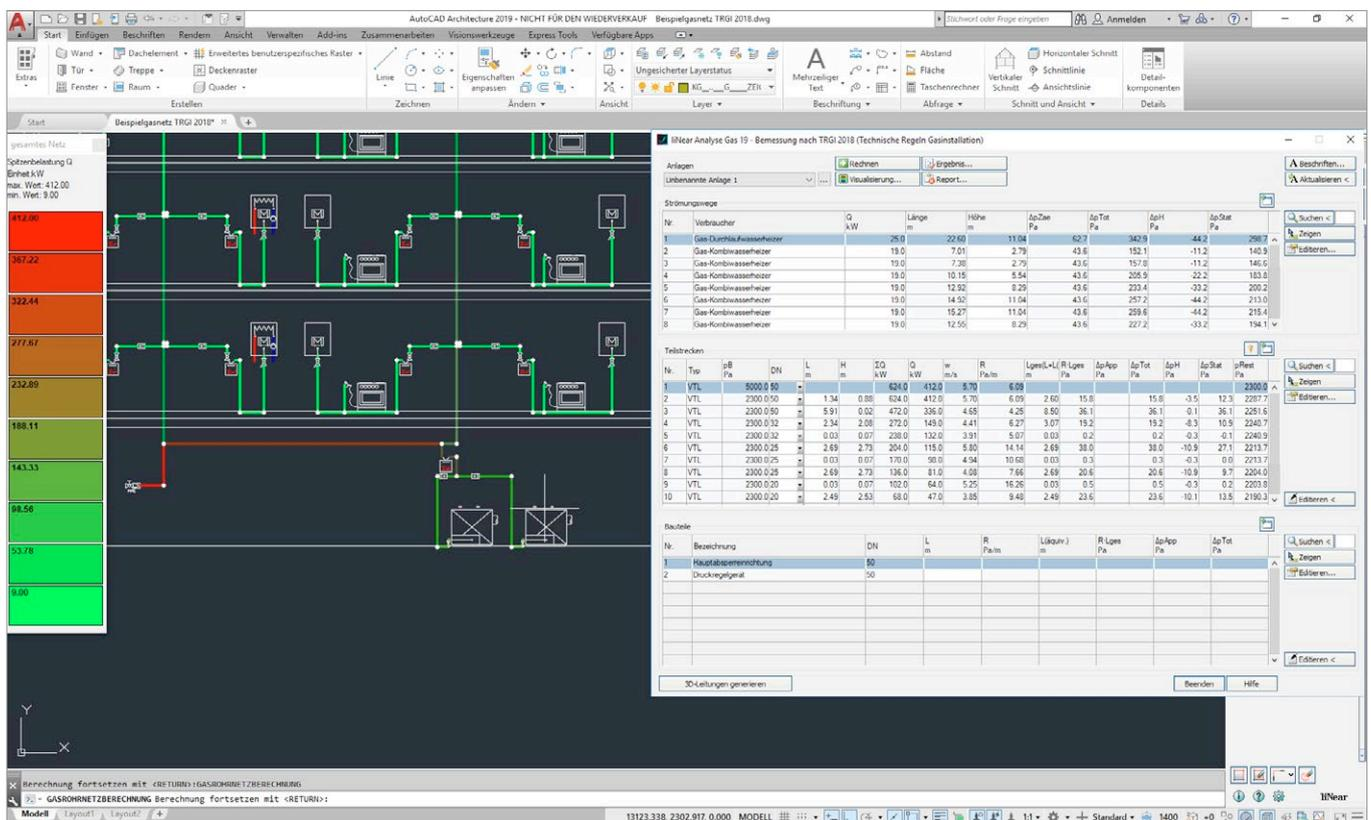 AutoCAD Architecture 2019 - NICHT FÜR DEN WIEDERVERKAUF Beispielgasnetz TRGI 2018.dwg
Stichwort oder Frage eingeben
Anmelden
Start Einfügen Beschriften Rendern Ansicht Verwalten Add-ins Zusammenarbeiten Visionswerkzeuge Express Tools Verfügbare Apps
Wand Dachelement Erweitertes benutzerspezifisches Raster
Tür Treppe Deckenraster
Fenster Raum Quader
Extras
Linie
Eigenschaften anpassen
Ungesicherter Layerstatus
Mehrzeiliger Text
Abstand
Fläche
Taschenrechner
Vertikaler Schnitt
Horizontaler Schnitt
Schnittlinie
Ansichtslinie
Detail-komponenten
Erstellen Zeichnen Ändern Ansicht Layer Beschriftung Abfrage Schnitt und Ansicht Details
Start Beispielgasnetz TRGI 2018*
gesamtes Netz
Spitzenbelastung Q
Einheit kW
max. Wert: 412.00
min. Wert: 9.00
412.00
367.22
322.44
277.67
232.89
188.11
143.33
98.56
53.78
9.00
liNear Analyse Gas 19 - Bemessung nach TRGI 2018 (Technische Regeln Gasinstallation)
Anlagen
Unbenannte Anlage 1
Rechnen Ergebnis...
Visualisierung... Report...
Beschriften...
Aktualisieren <
Strömungswege
Nr. Verbraucher Q kW Länge m Höhe m ΔpZae Pa ΔpTot Pa ΔpH Pa ΔpStat Pa
1 Gas-Durchlaufwasserheizer 25.0 22.60 11.04 62.7 342.9 -44.2 298.7
2 Gas-Kombiwasserheizer 19.0 7.01 2.79 43.6 152.1 -11.2 140.9
3 Gas-Kombiwasserheizer 19.0 7.38 2.79 43.6 157.8 -11.2 146.6
4 Gas-Kombiwasserheizer 19.0 10.15 5.54 43.6 205.9 -22.2 183.8
5 Gas-Kombiwasserheizer 19.0 12.92 8.29 43.6 233.4 -33.2 200.2
6 Gas-Kombiwasserheizer 19.0 14.92 11.04 43.6 257.2 -44.2 213.0
7 Gas-Kombiwasserheizer 19.0 15.27 11.04 43.6 259.6 -44.2 215.4
8 Gas-Kombiwasserheizer 19.0 12.55 8.29 43.6 227.2 -33.2 194.1
Suchen <
Zeigen
Editieren...
Teilstrecken
Nr. Typ pB Pa DN L m H m ΣQ kW Q kW w m/s R Pa/m Lges(L+L( m R·Lges Pa ΔpApp Pa ΔpTot Pa ΔpH Pa ΔpStat Pa pRest Pa
1 VTL 5000.0 50 624.0 412.0 5.70 6.09 2300.0
2 VTL 2300.0 50 1.34 0.88 624.0 412.0 5.70 6.09 2.60 15.8 15.8 -3.5 12.3 2287.7
3 VTL 2300.0 50 5.91 0.02 472.0 336.0 4.65 4.25 8.50 36.1 36.1 -0.1 36.1 2251.6
4 VTL 2300.0 32 2.34 2.08 272.0 149.0 4.41 6.27 3.07 19.2 19.2 -8.3 10.9 2240.7
5 VTL 2300.0 32 0.03 0.07 238.0 132.0 3.91 5.07 0.03 0.2 0.2 -0.3 -0.1 2240.9
6 VTL 2300.0 25 2.69 2.73 204.0 115.0 5.80 14.14 2.69 38.0 38.0 -10.9 27.1 2213.7
7 VTL 2300.0 25 0.03 0.07 170.0 98.0 4.94 10.68 0.03 0.3 0.3 -0.3 0.0 2213.7
8 VTL 2300.0 25 2.69 2.73 136.0 81.0 4.08 7.66 2.69 20.6 20.6 -10.9 9.7 2204.0
9 VTL 2300.0 20 0.03 0.07 102.0 64.0 5.25 16.26 0.03 0.5 0.5 -0.3 0.2 2203.8
10 VTL 2300.0 20 2.49 2.53 68.0 47.0 3.85 9.48 2.49 23.6 23.6 -10.1 13.5 2190.3
Suchen <
Zeigen
Editieren...
Editieren <
Bauteile
Nr. Bezeichnung DN L m R Pa/m L(äquiv.) m R·Lges Pa ΔpApp Pa ΔpTot Pa
1 Hauptabsperreinrichtung 50
2 Druckregelgerät 50
Suchen <
Zeigen
Editieren...
Editieren <
3D-Leitungen generieren Beenden Hilfe
Y
X
Berechnung fortsetzen mit <RETURN>:GASROHRNETZBERECHNUNG
GASROHRNETZBERECHNUNG Berechnung fortsetzen mit <RETURN>:
liNear
Modell Layout1 Layout2 +
13123.338, 2302.917, 0.000 MODELL 1:1 Standard 1400 +0